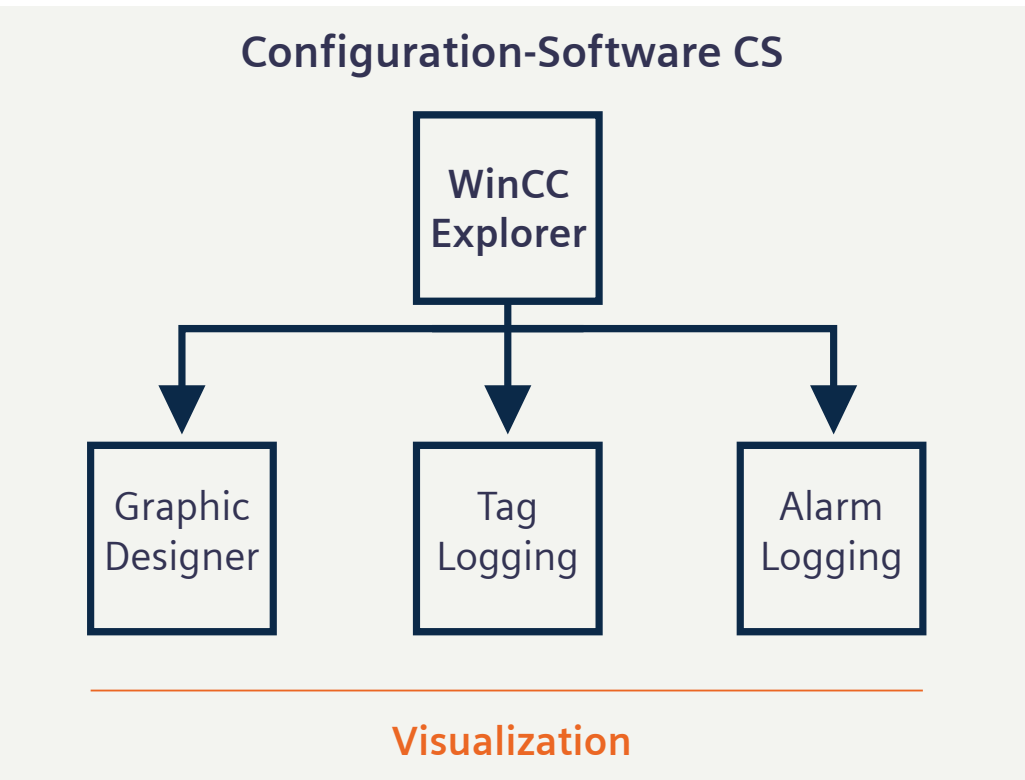 Configuration-Software CS
WinCC
Explorer
Graphic
Designer
Tag
Logging
Alarm
Logging
Visualization